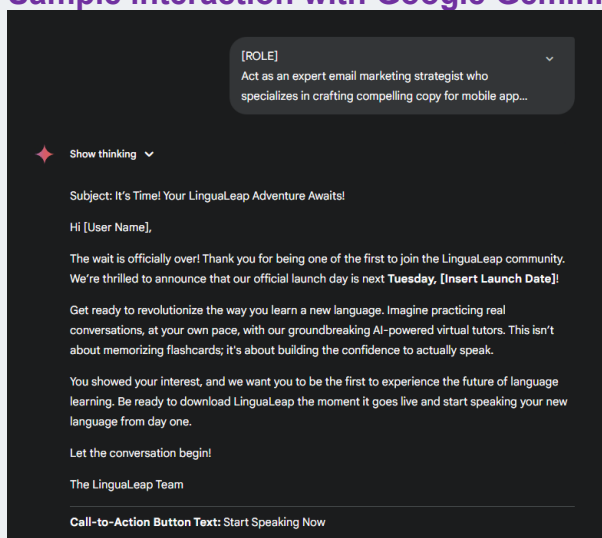 Sample Interaction with Google Gemini
[ROLE]
Act as an expert email marketing strategist who
specializes in crafting compelling copy for mobile app...
Show thinking
Subject: It's Time! Your LinguaLeap Adventure Awaits!
Hi [User Name],
The wait is officially over! Thank you for being one of the first to join the LinguaLeap community.
We're thrilled to announce that our official launch day is next Tuesday, [Insert Launch Date]!
Get ready to revolutionize the way you learn a new language. Imagine practicing real
conversations, at your own pace, with our groundbreaking AI-powered virtual tutors. This isn't
about memorizing flashcards; it's about building the confidence to actually speak.
You showed your interest, and we want you to be the first to experience the future of language
learning. Be ready to download LinguaLeap the moment it goes live and start speaking your new
language from day one.
Let the conversation begin!
The LinguaLeap Team
Call-to-Action Button Text: Start Speaking Now